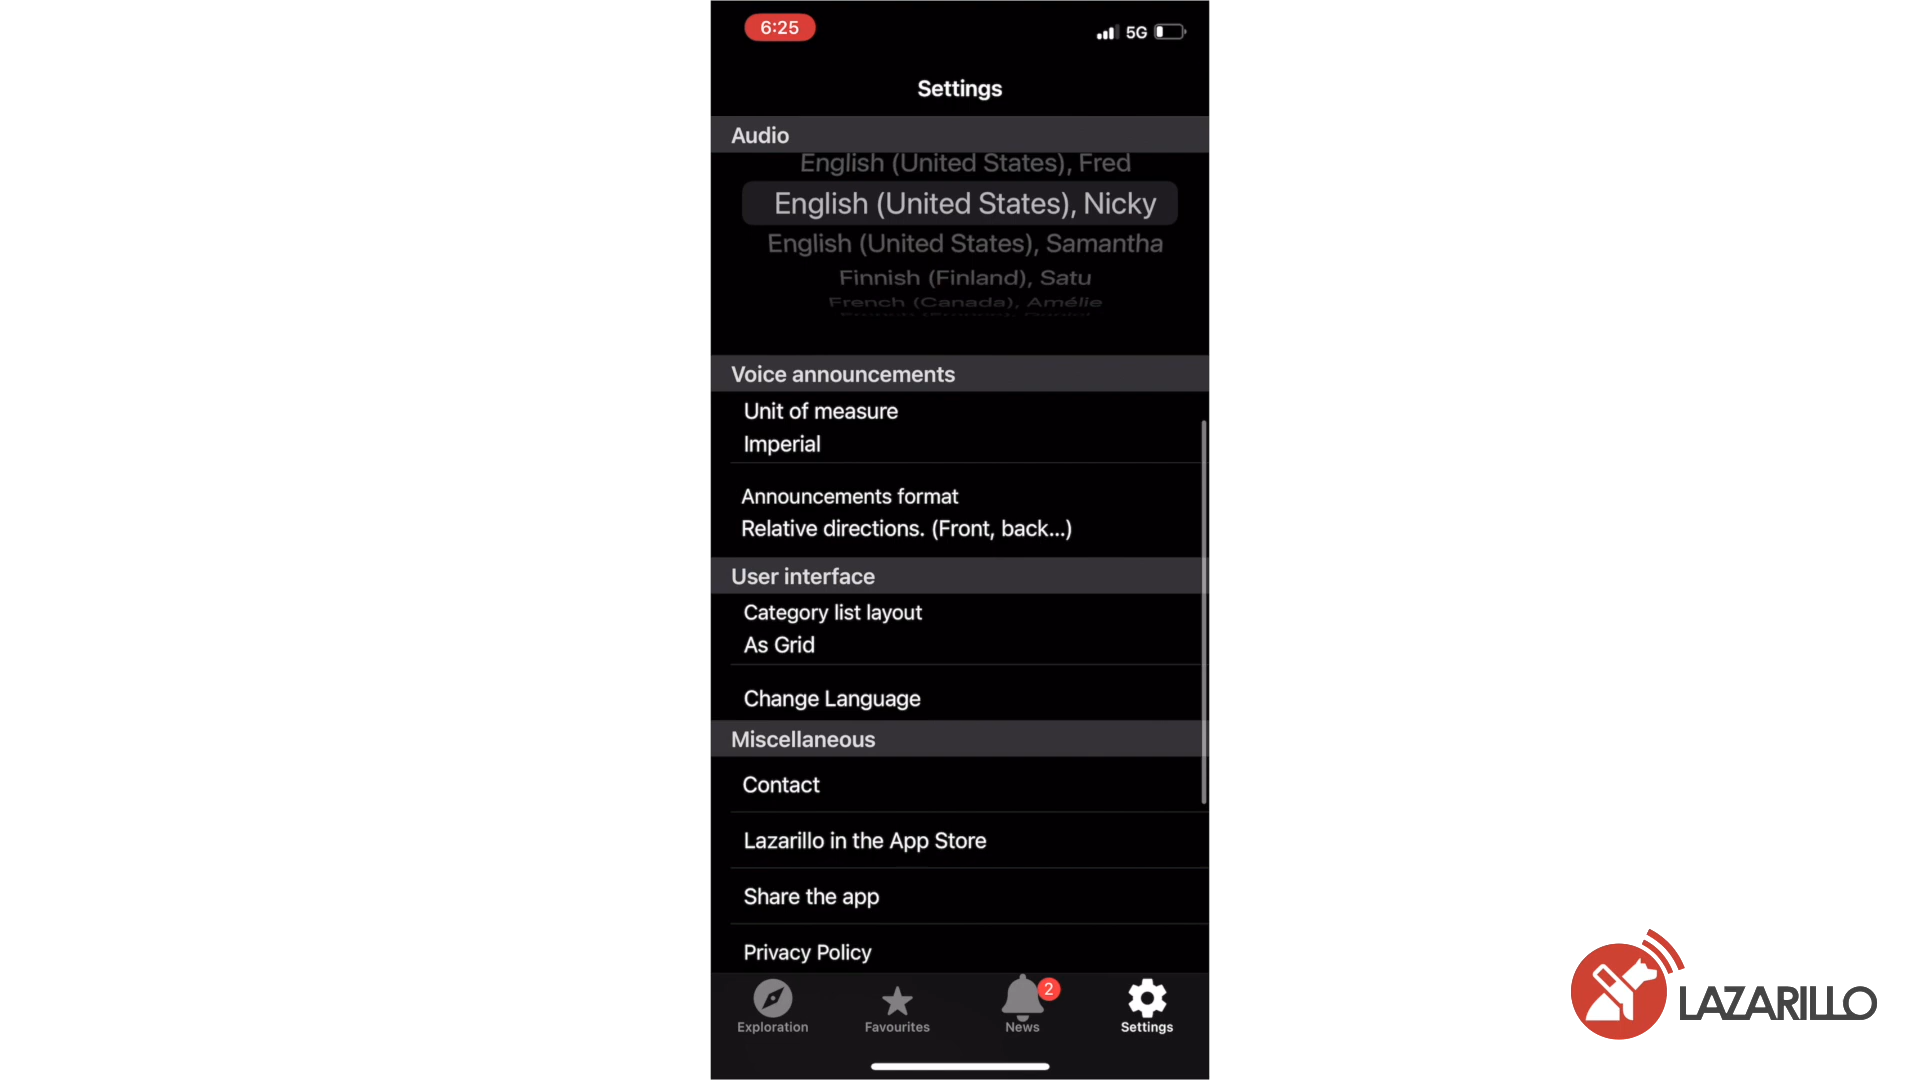 6:25
5G
Settings
Audio
English (United States), Fred
English (United States), Nicky
English (United States), Samantha
Finnish (Finland), Satu
French (Canada), Amélie
Voice announcements
Unit of measure
Imperial
Announcements format
Relative directions. (Front, back...)
User interface
Category list layout
As Grid
Change Language
Miscellaneous
Contact
Lazarillo in the App Store
Share the app
Privacy Policy
2
Exploration
Favourites
News
Settings
LAZARILLO